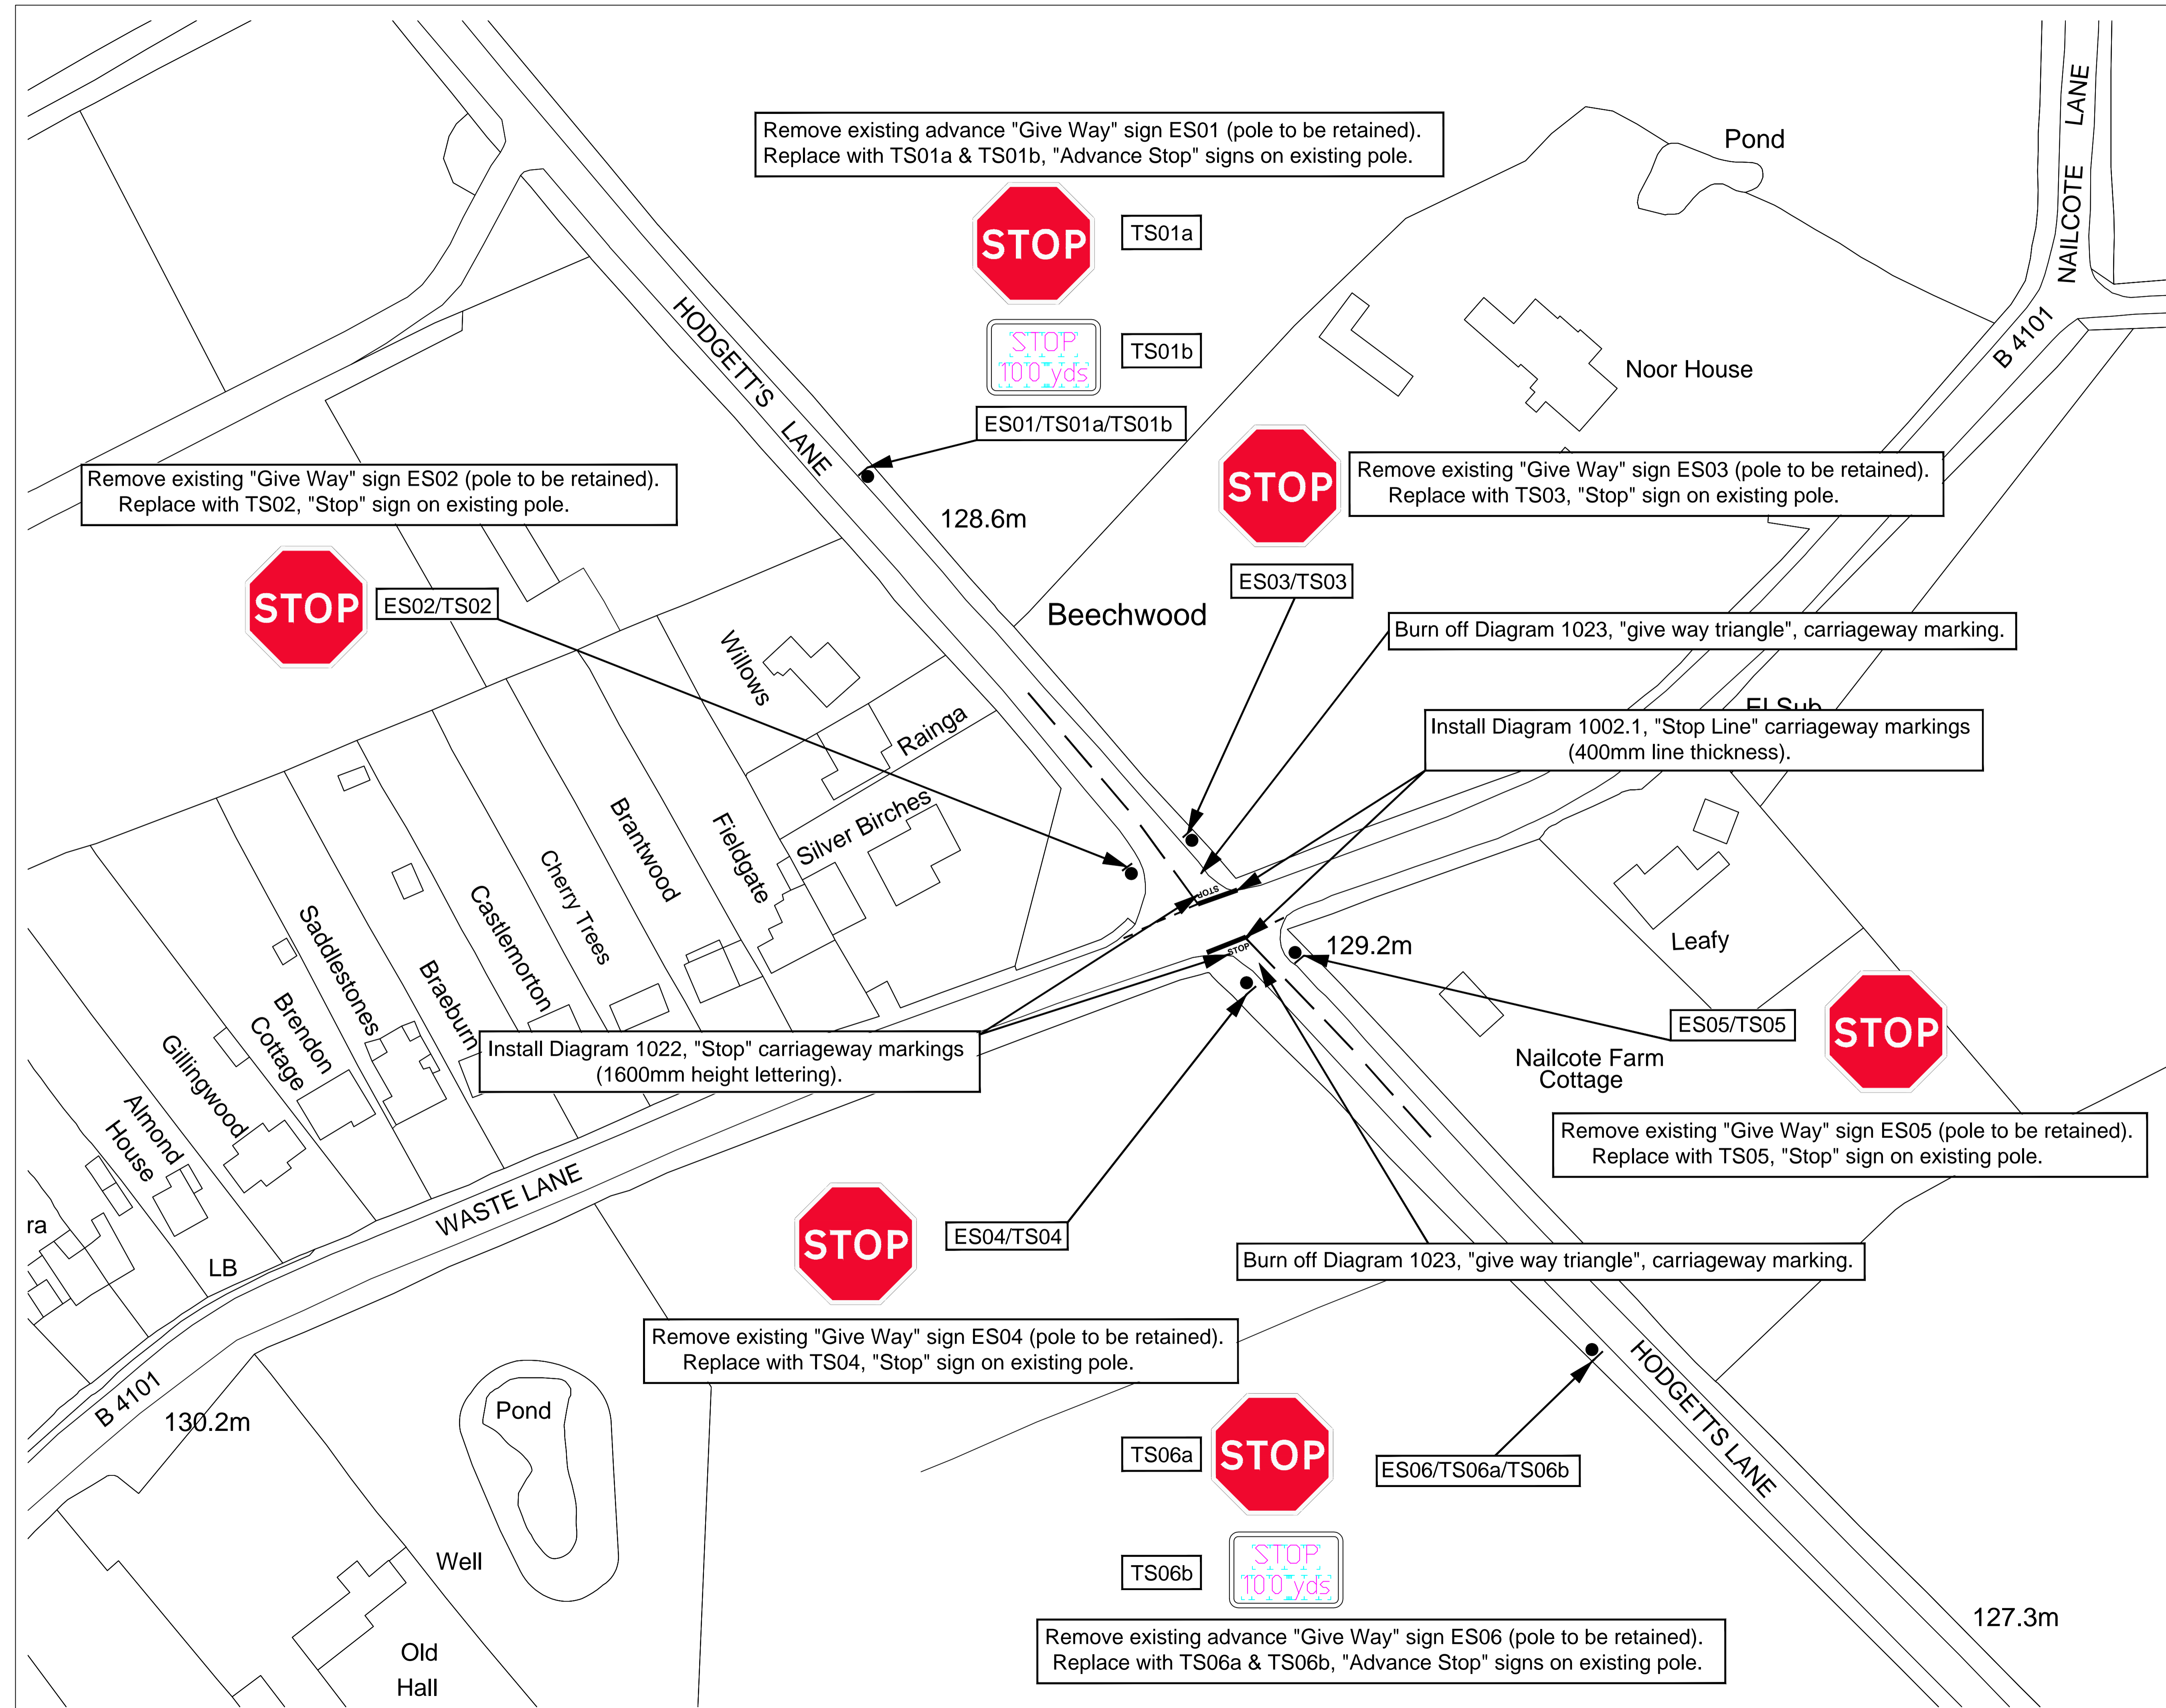 Remove existing advance "Give Way" sign ES01 (pole to be retained).
Replace with TS01a & TS01b, "Advance Stop" signs on existing pole.
STOP
TS01a
STOP
100 yds
TS01b
ES01/TS01a/TS01b
Pond
NAILCOTE LANE
B 4101
Noor House
HODGETT'S LANE
Remove existing "Give Way" sign ES02 (pole to be retained).
Replace with TS02, "Stop" sign on existing pole.
STOP
ES02/TS02
128.6m
STOP
Remove existing "Give Way" sign ES03 (pole to be retained).
Replace with TS03, "Stop" sign on existing pole.
ES03/TS03
Beechwood
Burn off Diagram 1023, "give way triangle", carriageway marking.
El Sub
Install Diagram 1002.1, "Stop Line" carriageway markings
(400mm line thickness).
Willows
Rainga
Silver Birches
Fieldgate
Brantwood
Cherry Trees
Castlemorton
Braeburn
Saddlestones
Brendon
Cottage
Gillingwood
Almond
House
ra
LB
STOP
STOP
129.2m
Leafy
ES05/TS05
STOP
Nailcote Farm
Cottage
Install Diagram 1022, "Stop" carriageway markings
(1600mm height lettering).
Remove existing "Give Way" sign ES05 (pole to be retained).
Replace with TS05, "Stop" sign on existing pole.
WASTE LANE
STOP
ES04/TS04
Burn off Diagram 1023, "give way triangle", carriageway marking.
Remove existing "Give Way" sign ES04 (pole to be retained).
Replace with TS04, "Stop" sign on existing pole.
HODGETTS LANE
B 4101
130.2m
Pond
TS06a
STOP
ES06/TS06a/TS06b
Well
TS06b
STOP
100 yds
Old
Hall
127.3m
Remove existing advance "Give Way" sign ES06 (pole to be retained).
Replace with TS06a & TS06b, "Advance Stop" signs on existing pole.